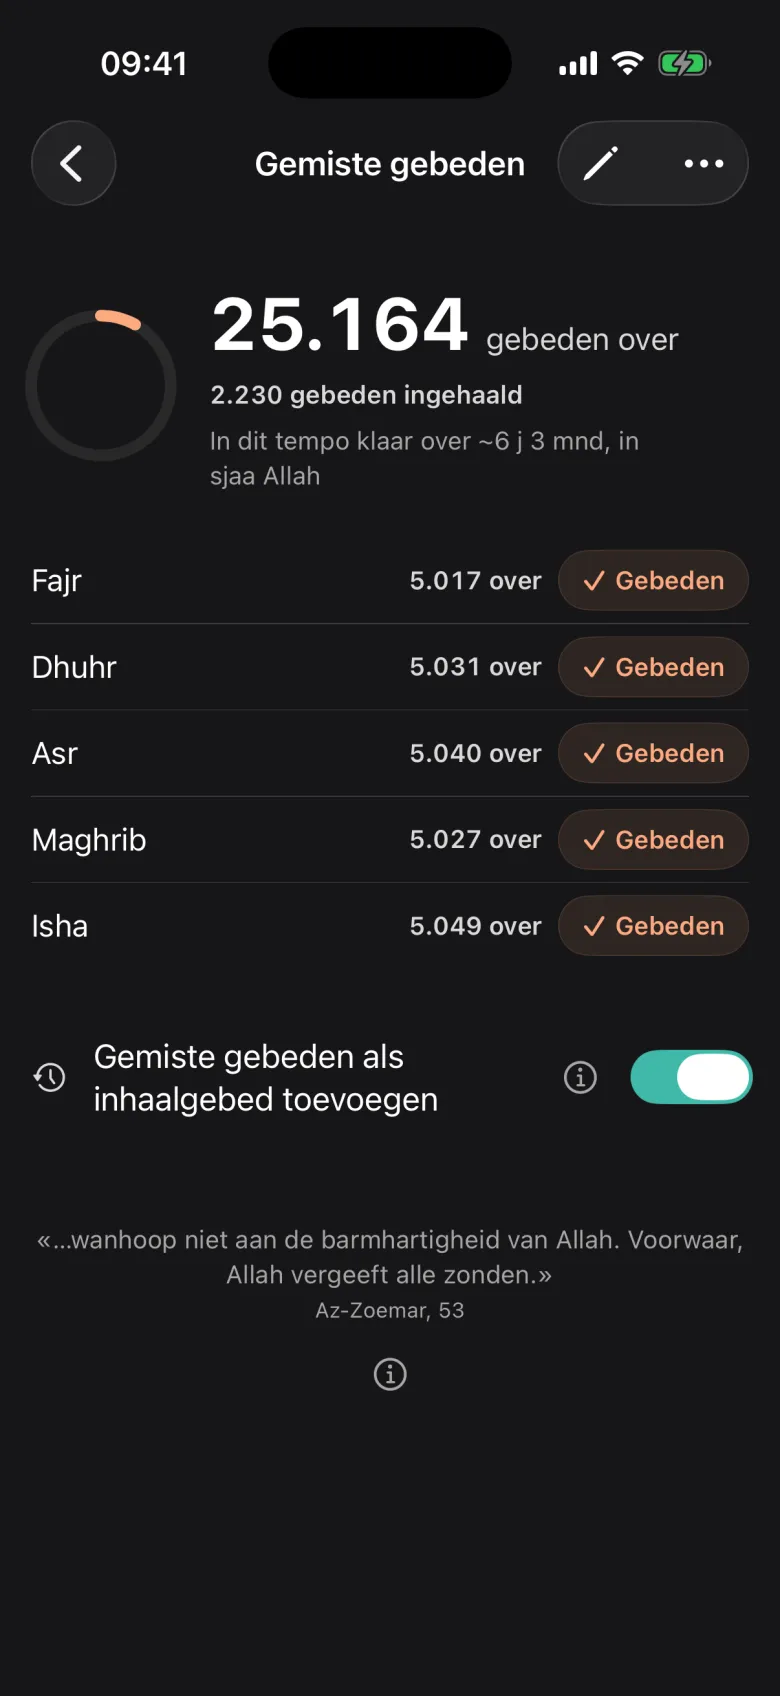 09:41
Gemiste gebeden
25.164 gebeden over
2.230 gebeden ingehaald
In dit tempo klaar over ~6 j 3 mnd, in
sjaa Allah
Fajr 5.017 over ✓ Gebeden
Dhuhr 5.031 over ✓ Gebeden
Asr 5.040 over ✓ Gebeden
Maghrib 5.027 over ✓ Gebeden
Isha 5.049 over ✓ Gebeden
Gemiste gebeden als
inhaalgebed toevoegen
«...wanhoop niet aan de barmhartigheid van Allah. Voorwaar,
Allah vergeeft alle zonden.»
Az-Zoemar, 53